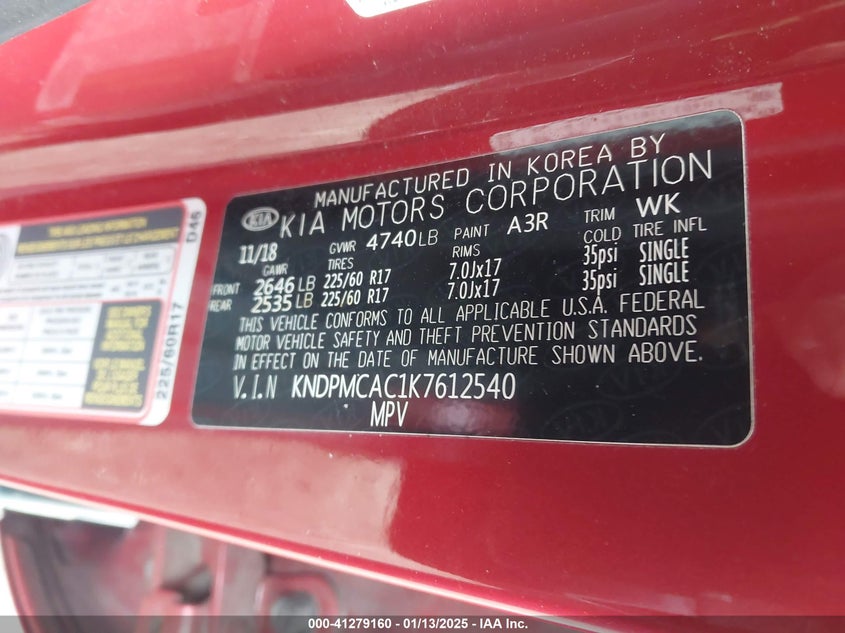 MANUFACTURED IN KOREA BY
KIA KIA MOTORS CORPORATION
11/18 GVWR 4740LB PAINT A3R TRIM WK
GAWR TIRES RIMS COLD TIRE INFL
FRONT 2646LB 225/60 R17 7.0Jx17 35psi SINGLE
REAR 2535LB 225/60 R17 7.0Jx17 35psi SINGLE
THIS VEHICLE CONFORMS TO ALL APPLICABLE U.S.A. FEDERAL
MOTOR VEHICLE SAFETY AND THEFT PREVENTION STANDARDS
IN EFFECT ON THE DATE OF MANUFACTURE SHOWN ABOVE.
V.I.N KNDPMCAC1K7612540
MPV
D46
225/60R17
000-41279160 - 01/13/2025 - IAA Inc.